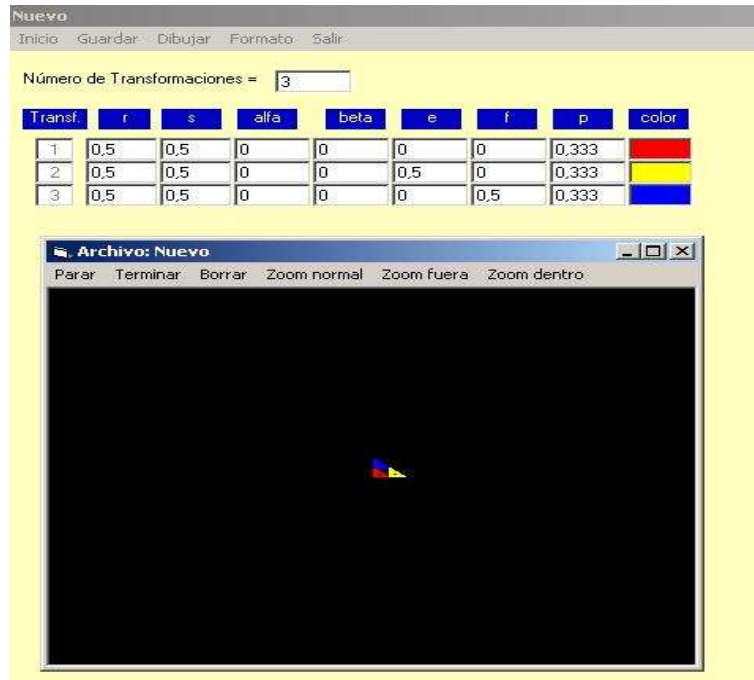 Nuevo
Inicio Guardar Dibujar Formato Salir
Número de Transformaciones = 3
Transf. r s alfa beta e f p color
1 0,5 0,5 0 0 0 0 0,333
2 0,5 0,5 0 0 0,5 0 0,333
3 0,5 0,5 0 0 0 0,5 0,333
Archivo: Nuevo
Parar Terminar Borrar Zoom normal Zoom fuera Zoom dentro